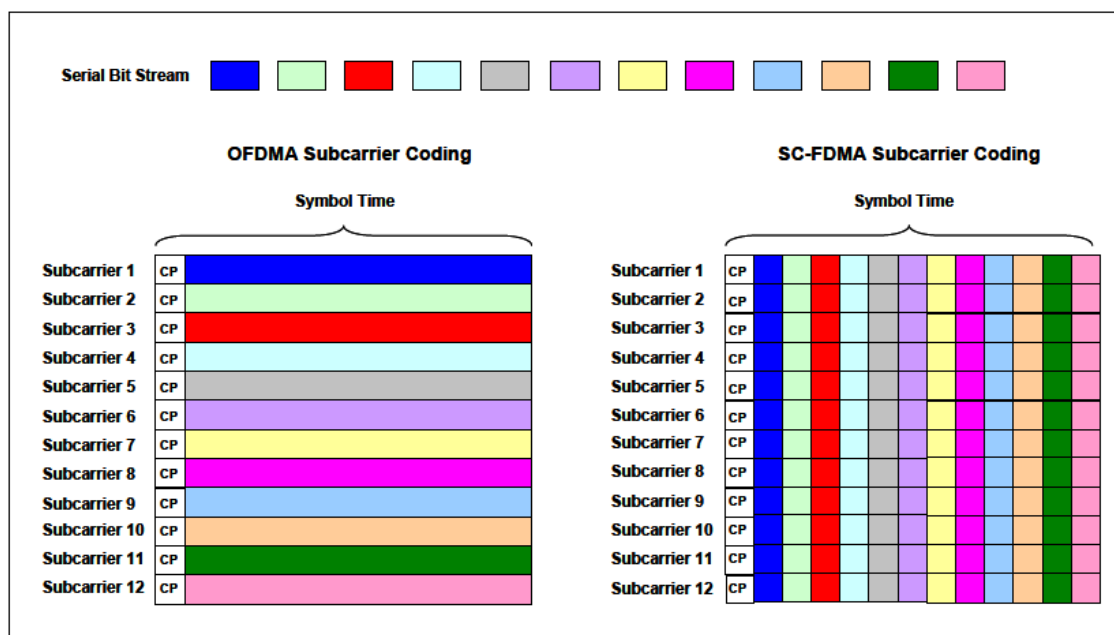 Serial Bit Stream
OFDMA Subcarrier Coding
Symbol Time
Subcarrier 1 CP
Subcarrier 2 CP
Subcarrier 3 CP
Subcarrier 4 CP
Subcarrier 5 CP
Subcarrier 6 CP
Subcarrier 7 CP
Subcarrier 8 CP
Subcarrier 9 CP
Subcarrier 10 CP
Subcarrier 11 CP
Subcarrier 12 CP
SC-FDMA Subcarrier Coding
Symbol Time
Subcarrier 1 CP
Subcarrier 2 CP
Subcarrier 3 CP
Subcarrier 4 CP
Subcarrier 5 CP
Subcarrier 6 CP
Subcarrier 7 CP
Subcarrier 8 CP
Subcarrier 9 CP
Subcarrier 10 CP
Subcarrier 11 CP
Subcarrier 12 CP